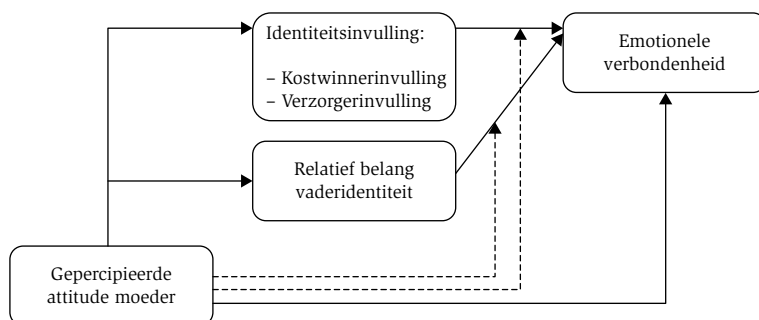 Identiteitsinvulling:
– Kostwinnerinvulling
– Verzorgerinvulling
Emotionele
verbondenheid
Relatief belang
vaderidentiteit
Gepercipieerde
attitude moeder